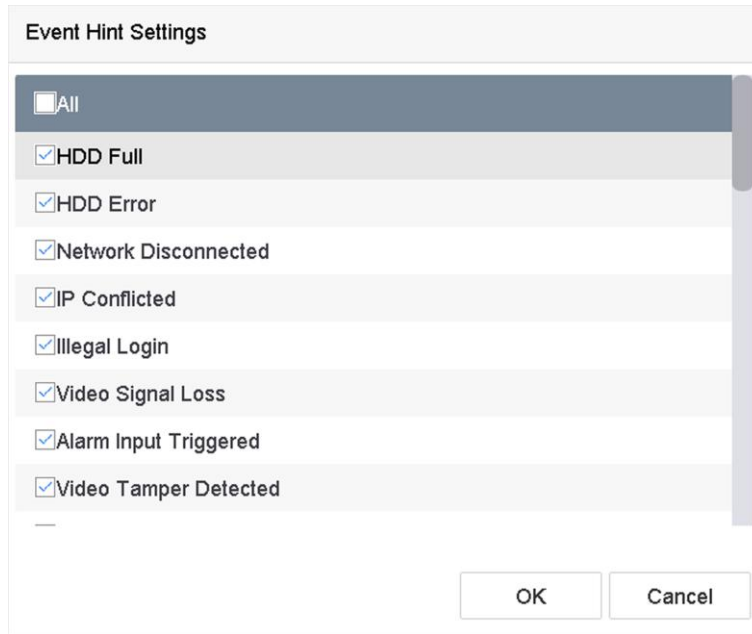 Event Hint Settings
All
HDD Full
HDD Error
Network Disconnected
IP Conflicted
Illegal Login
Video Signal Loss
Alarm Input Triggered
Video Tamper Detected
OK
Cancel